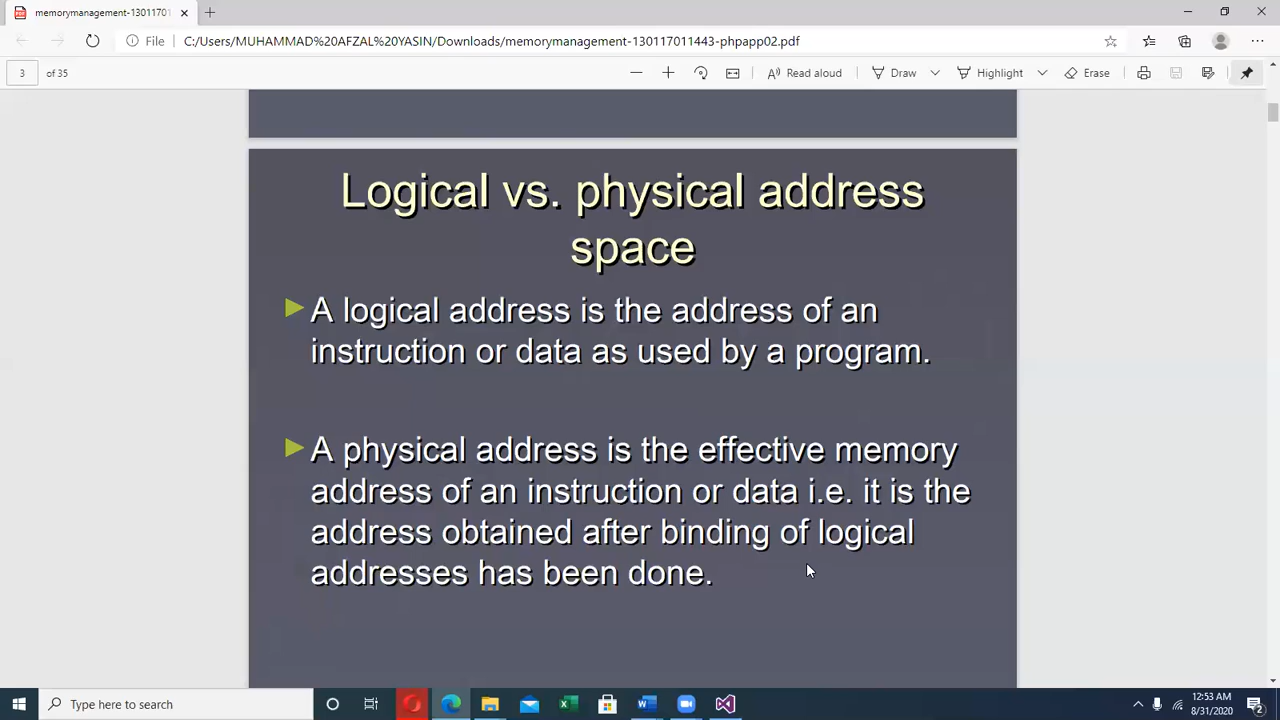 memorymanagement-13011701
File
C:/Users/MUHAMMAD%20AFZAL%20YASIN/Downloads/memorymanagement-130117011443-phpapp02.pdf
3 of 35
Read aloud
Draw
Highlight
Erase
Logical vs. physical address
space
A logical address is the address of an
instruction or data as used by a program.
A physical address is the effective memory
address of an instruction or data i.e. it is the
address obtained after binding of logical
addresses has been done.
Type here to search
12:53 AM
8/31/2020
2